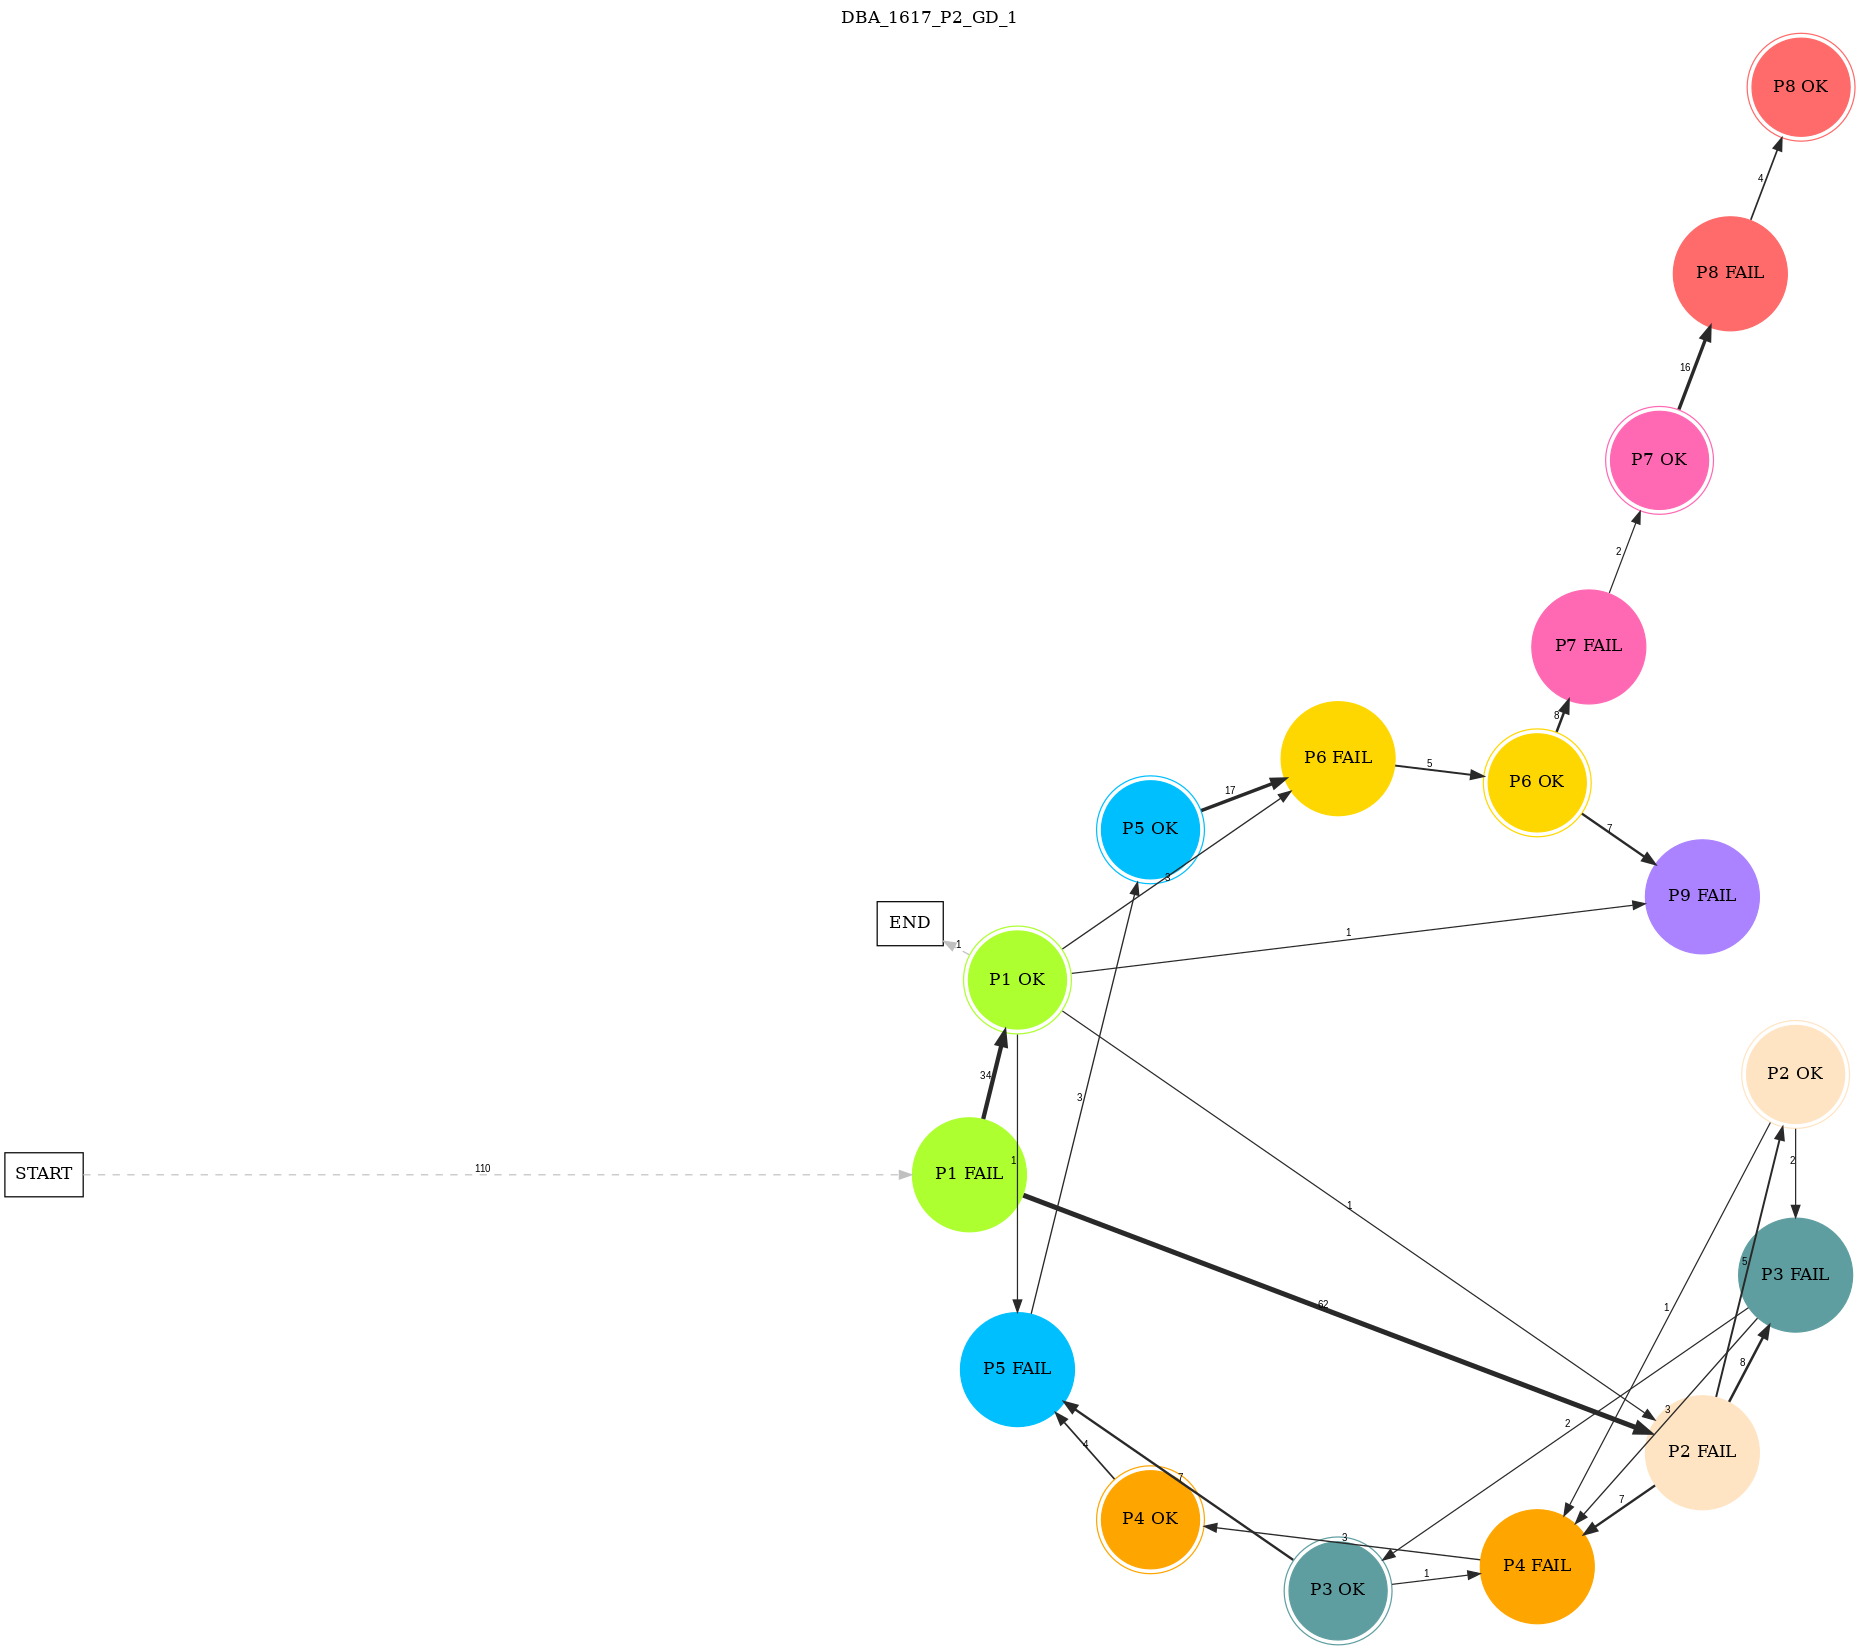 DBA_1617_P2_GD_1
P8 OK
4
P8 FAIL
16
P7 OK
2
P7 FAIL
8
P6 FAIL
5
P6 OK
17
P5 OK
7
3
P9 FAIL
END
1
1
P1 OK
34
3
P2 OK
1
2
START
110
P1 FAIL
1
5
P3 FAIL
62
1
8
P5 FAIL
3
2
P2 FAIL
4
7
7
P4 OK
3
P4 FAIL
1
P3 OK